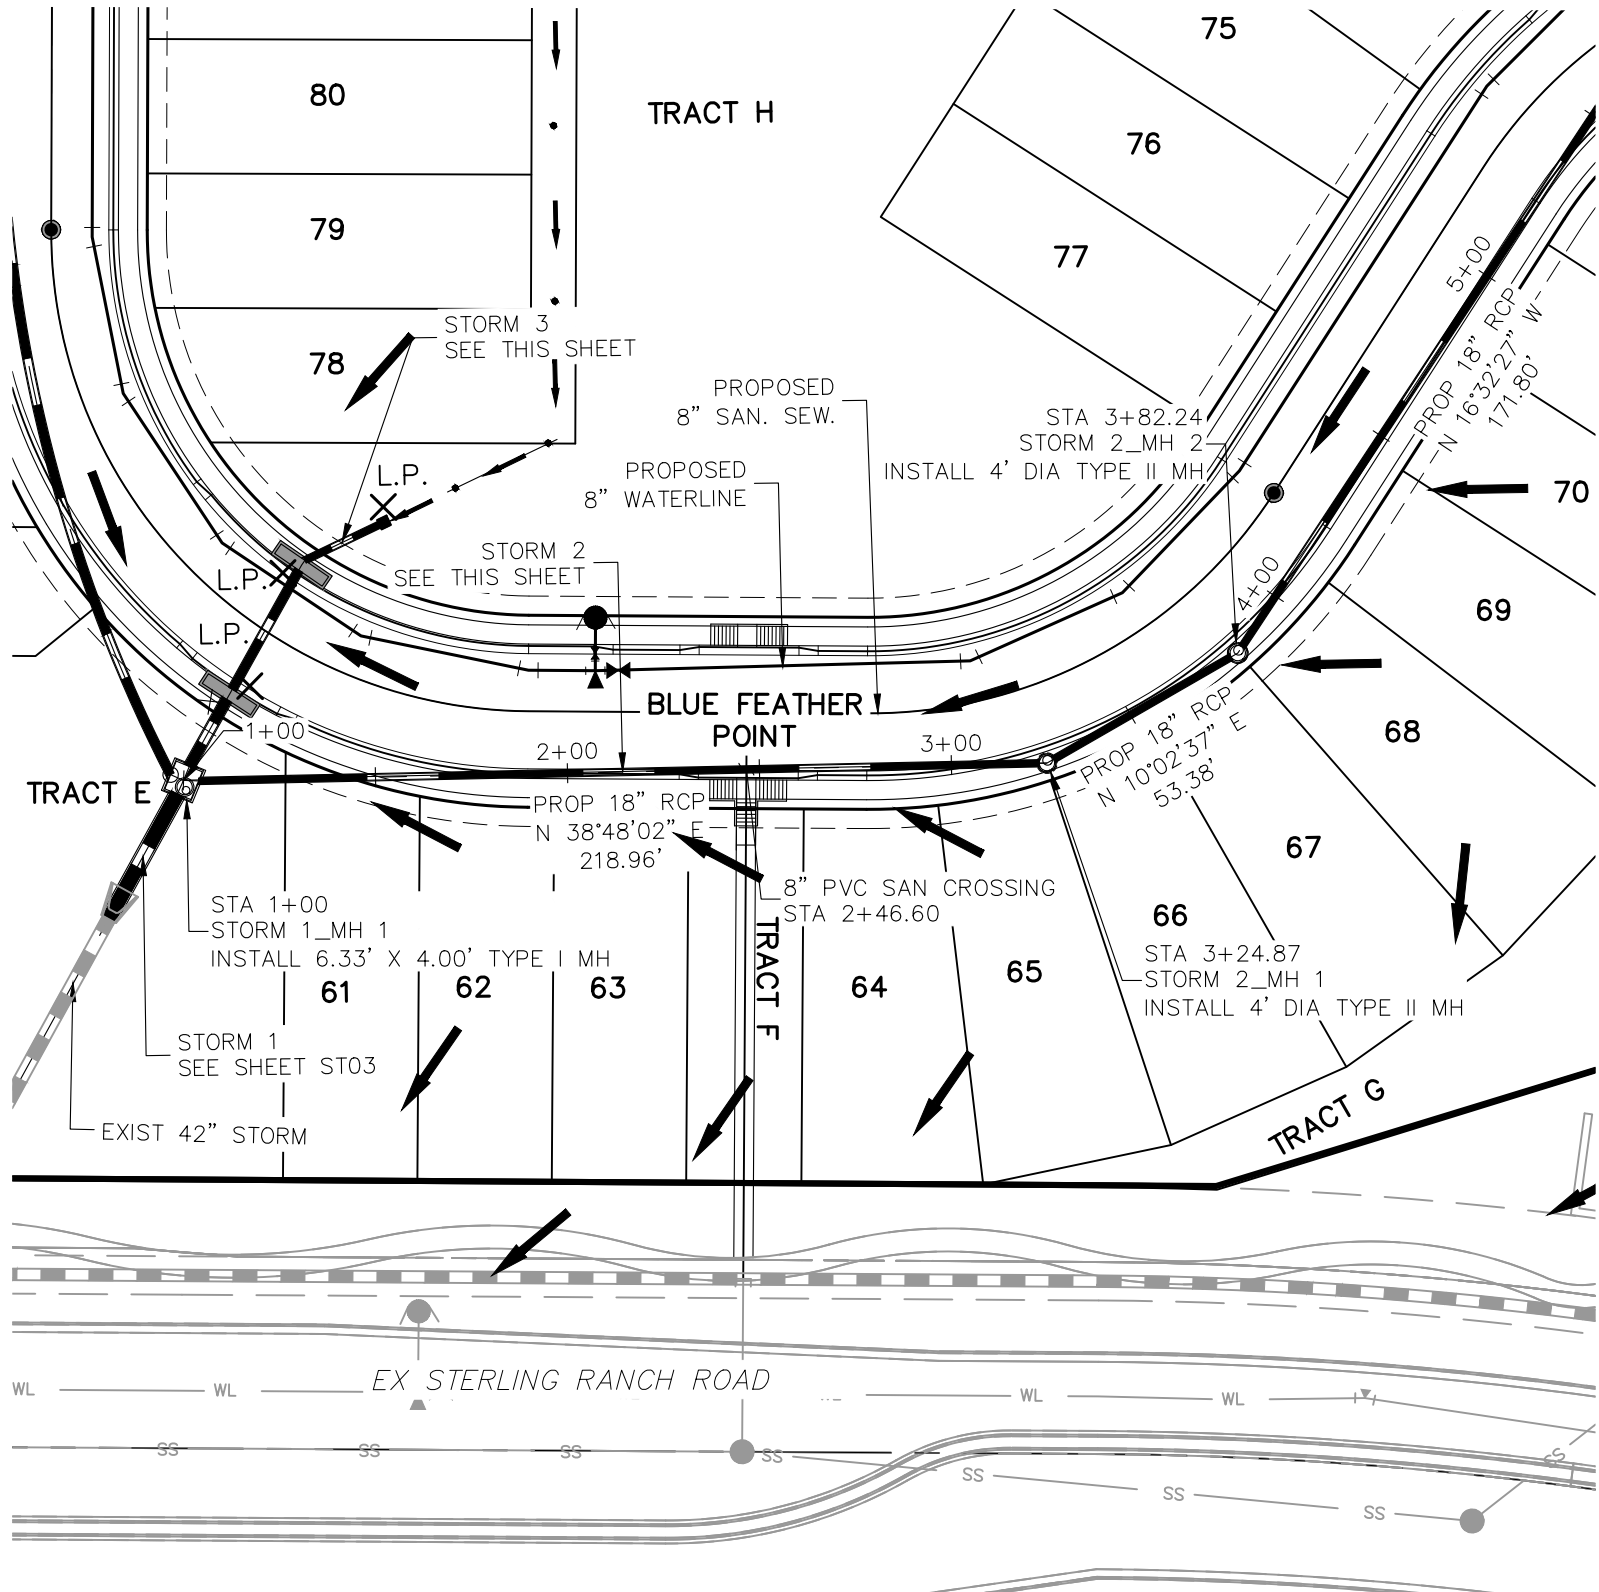 75
80
TRACT H
76
79
77
5+00
STORM 3
SEE THIS SHEET
78
PROP 18" RCP
N 16°32'27" W
171.80'
PROPOSED
8" SAN. SEW.
STA 3+82.24
STORM 2_MH 2
INSTALL 4' DIA TYPE II MH
L.P.
PROPOSED
8" WATERLINE
70
STORM 2
SEE THIS SHEET
L.P.
4+00
69
L.P.
BLUE FEATHER
POINT
1+00
2+00
3+00
68
PROP 18" RCP
N 10°02'37" E
53.38'
TRACT E
PROP 18" RCP
N 38°48'02" E
218.96'
67
8" PVC SAN CROSSING
STA 2+46.60
STA 1+00
STORM 1_MH 1
INSTALL 6.33' X 4.00' TYPE I MH
66
TRACT F
STA 3+24.87
STORM 2_MH 1
INSTALL 4' DIA TYPE II MH
61
62
63
64
65
STORM 1
SEE SHEET ST03
EXIST 42" STORM
TRACT G
EX STERLING RANCH ROAD
WL
WL
WL
WL
SS
SS
SS
SS
SS
SS
SS
SS